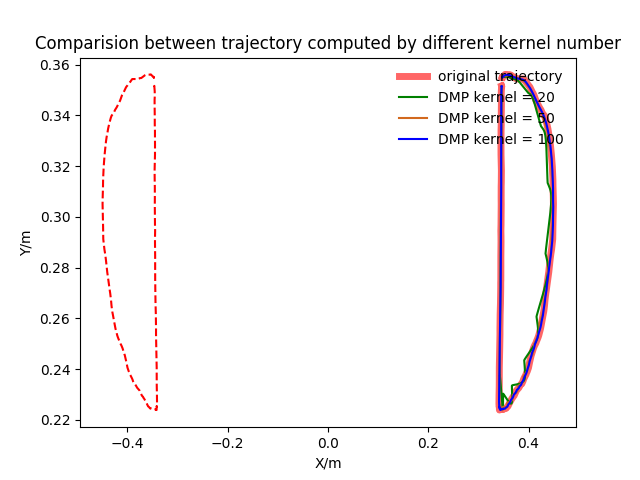 Comparision between trajectory computed by different kernel number
original trajectory
DMP kernel = 20
DMP kernel = 50
DMP kernel = 100
0.36
0.34
0.32
0.30
0.28
0.26
0.24
0.22
Y/m
−0.4
−0.2
0.0
0.2
0.4
X/m